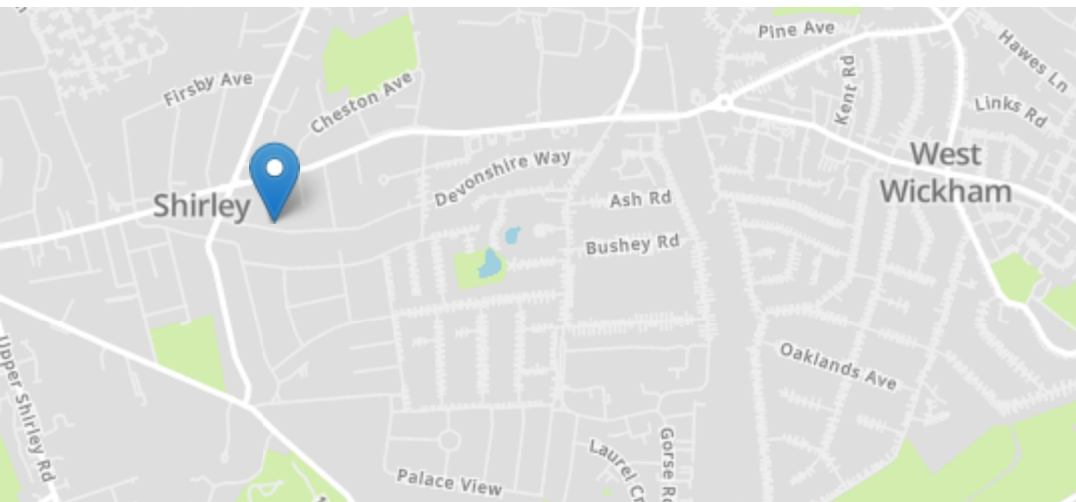 Pine Ave
Hawes Ln
Firsby Ave
Cheston Ave
Kent Rd
Links Rd
West
Wickham
Devonshire Way
Shirley
Ash Rd
Bushey Rd
Upper Shirley Rd
Oaklands Ave
Laurel Cr
Gorse R
Palace View